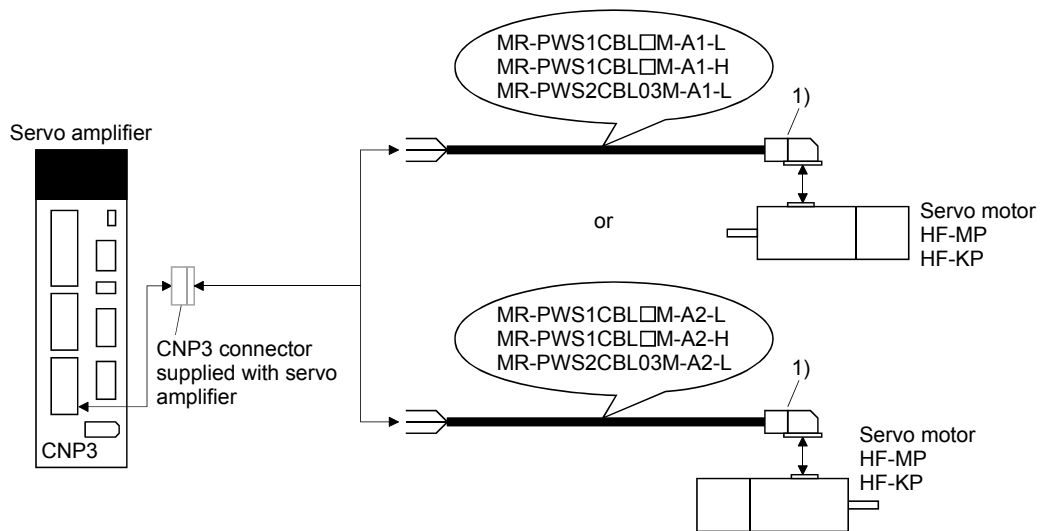 MR-PWS1CBL□M-A1-L
MR-PWS1CBL□M-A1-H
MR-PWS2CBL03M-A1-L
1)
Servo amplifier
or
Servo motor
HF-MP
HF-KP
CNP3 connector
supplied with servo
amplifier
MR-PWS1CBL□M-A2-L
MR-PWS1CBL□M-A2-H
MR-PWS2CBL03M-A2-L
1)
CNP3
Servo motor
HF-MP
HF-KP